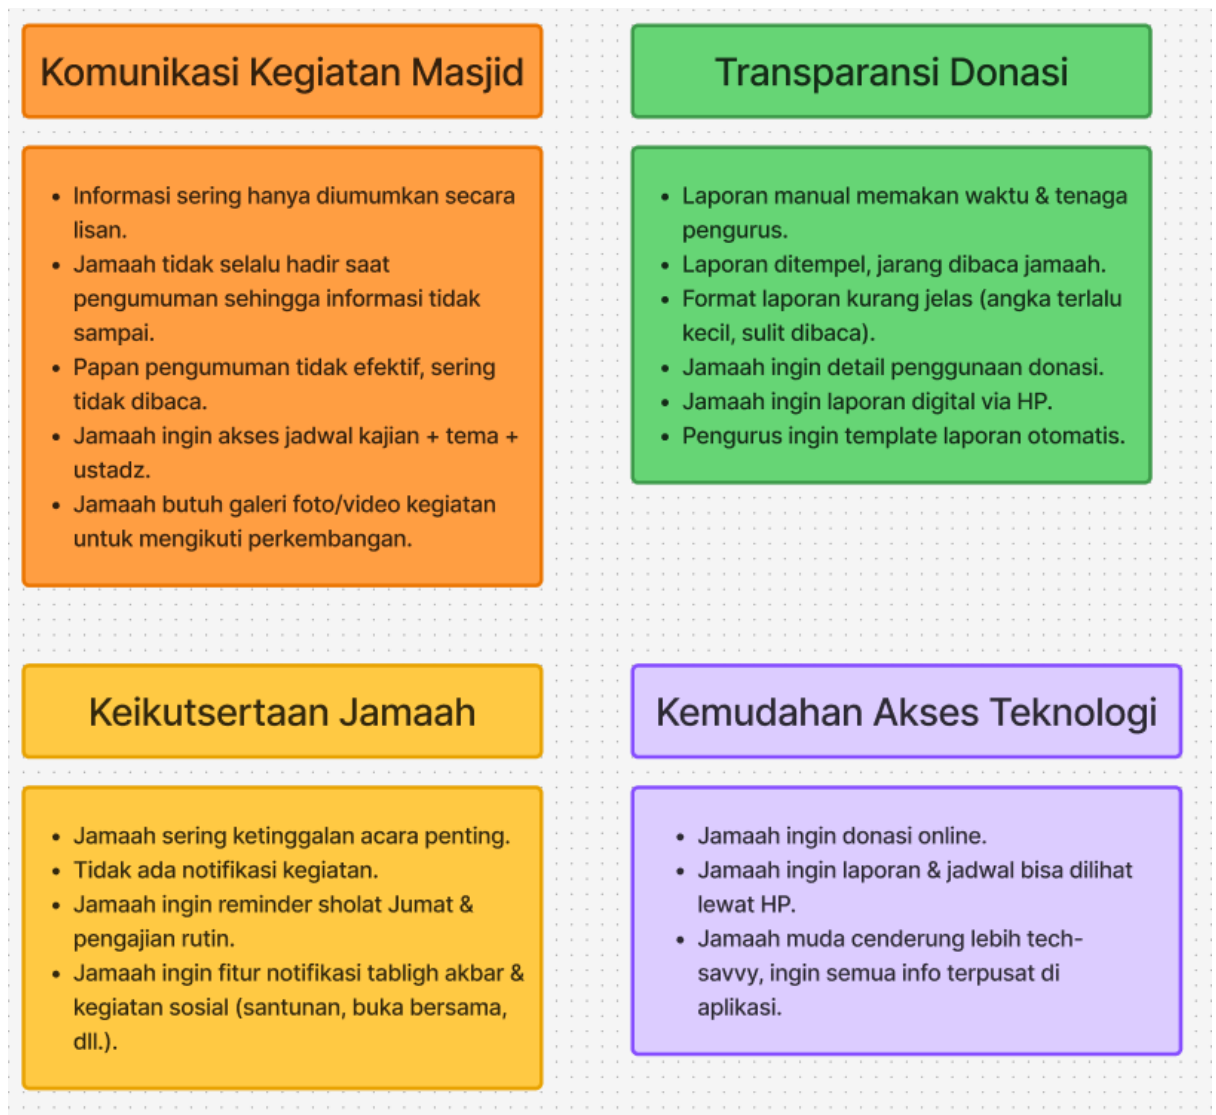 Komunikasi Kegiatan Masjid
• Informasi sering hanya diumumkan secara
lisan.
• Jamaah tidak selalu hadir saat
pengumuman sehingga informasi tidak
sampai.
• Papan pengumuman tidak efektif, sering
tidak dibaca.
• Jamaah ingin akses jadwal kajian + tema +
ustadz.
• Jamaah butuh galeri foto/video kegiatan
untuk mengikuti perkembangan.
Transparansi Donasi
• Laporan manual memakan waktu & tenaga
pengurus.
• Laporan ditempel, jarang dibaca jamaah.
• Format laporan kurang jelas (angka terlalu
kecil, sulit dibaca).
• Jamaah ingin detail penggunaan donasi.
• Jamaah ingin laporan digital via HP.
• Pengurus ingin template laporan otomatis.
Keikutsertaan Jamaah
• Jamaah sering ketinggalan acara penting.
• Tidak ada notifikasi kegiatan.
• Jamaah ingin reminder sholat Jumat &
pengajian rutin.
• Jamaah ingin fitur notifikasi tabligh akbar &
kegiatan sosial (santunan, buka bersama,
dll.).
Kemudahan Akses Teknologi
• Jamaah ingin donasi online.
• Jamaah ingin laporan & jadwal bisa dilihat
lewat HP.
• Jamaah muda cenderung lebih tech-
savvy, ingin semua info terpusat di
aplikasi.